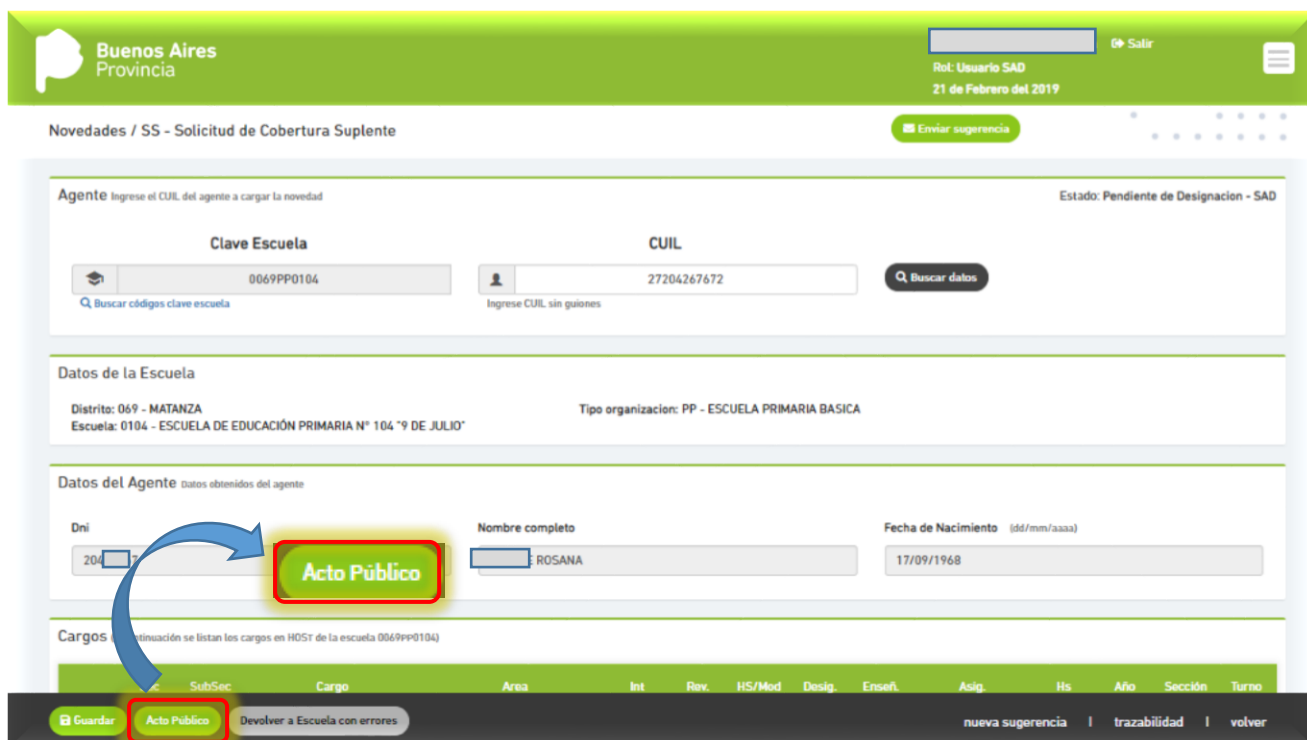 Buenos Aires
Provincia
Salir
Rol: Usuario SAD
21 de Febrero del 2019
Novedades / SS - Solicitud de Cobertura Suplente
Enviar sugerencia
Agente Ingrese el CUIL del agente a cargar la novedad
Estado: Pendiente de Designacion - SAD
Clave Escuela
CUIL
0069PP0104
27204267672
Buscar datos
Buscar códigos clave escuela
Ingrese CUIL sin guiones
Datos de la Escuela
Distrito: 069 - MATANZA
Tipo organizacion: PP - ESCUELA PRIMARIA BASICA
Escuela: 0104 - ESCUELA DE EDUCACIÓN PRIMARIA N° 104 "9 DE JULIO"
Datos del Agente Datos obtenidos del agente
Dni
Nombre completo
Fecha de Nacimiento (dd/mm/aaaa)
204
ROSANA
17/09/1968
Acto Público
Cargos
se listan los cargos en HOST de la escuela 0069PP0104)
SubSec Cargo Area Int Rev. HS/Mod Desig. Enseñ. Asig. Hs Año Sección Turno
Guardar
Acto Público
Devolver a Escuela con errores
nueva sugerencia | trazabilidad | volver